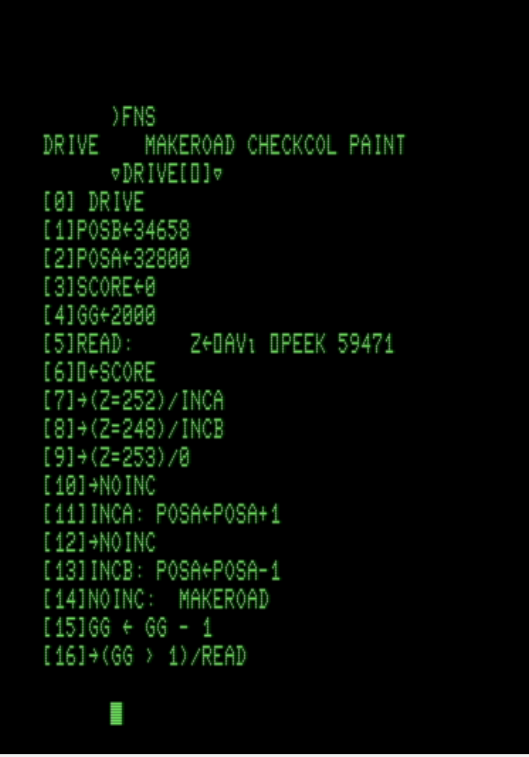 )FNS
DRIVE    MAKEROAD CHECKCOL PAINT
∇DRIVE[⎕]∇
[0] DRIVE
[1]POSB←34658
[2]POSA←32800
[3]SCORE←0
[4]GG←2000
[5]READ:     Z←⎕AV⍳ ⎕PEEK 59471
[6]⎕←SCORE
[7]→(Z=252)/INCA
[8]→(Z=248)/INCB
[9]→(Z=253)/0
[10]→NOINC
[11]INCA: POSA←POSA+1
[12]→NOINC
[13]INCB: POSA←POSA-1
[14]NOINC:  MAKEROAD
[15]GG ← GG - 1
[16]→(GG > 1)/READ